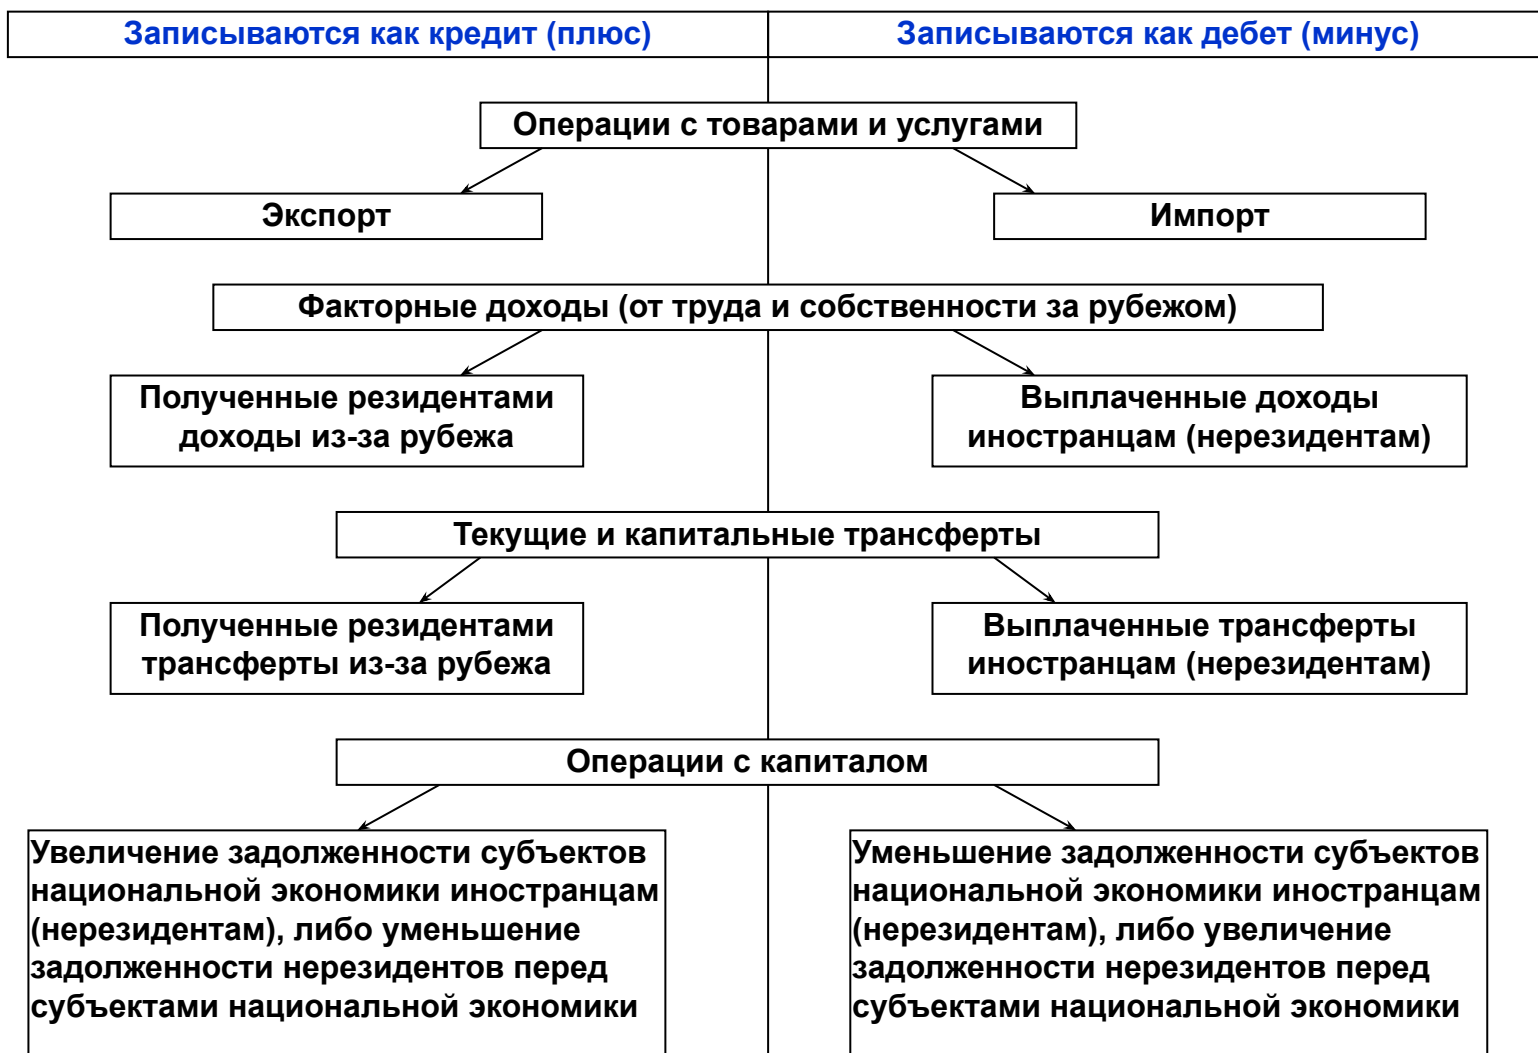 Записываются как кредит (плюс)
Записываются как дебет (минус)
Операции с товарами и услугами
Экспорт
Импорт
Факторные доходы (от труда и собственности за рубежом)
Полученные резидентами
доходы из-за рубежа
Выплаченные доходы
иностранцам (нерезидентам)
Текущие и капитальные трансферты
Полученные резидентами
трансферты из-за рубежа
Выплаченные трансферты
иностранцам (нерезидентам)
Операции с капиталом
Увеличение задолженности субъектов
национальной экономики иностранцам
(нерезидентам), либо уменьшение
задолженности нерезидентов перед
субъектами национальной экономики
Уменьшение задолженности субъектов
национальной экономики иностранцам
(нерезидентам), либо увеличение
задолженности нерезидентов перед
субъектами национальной экономики